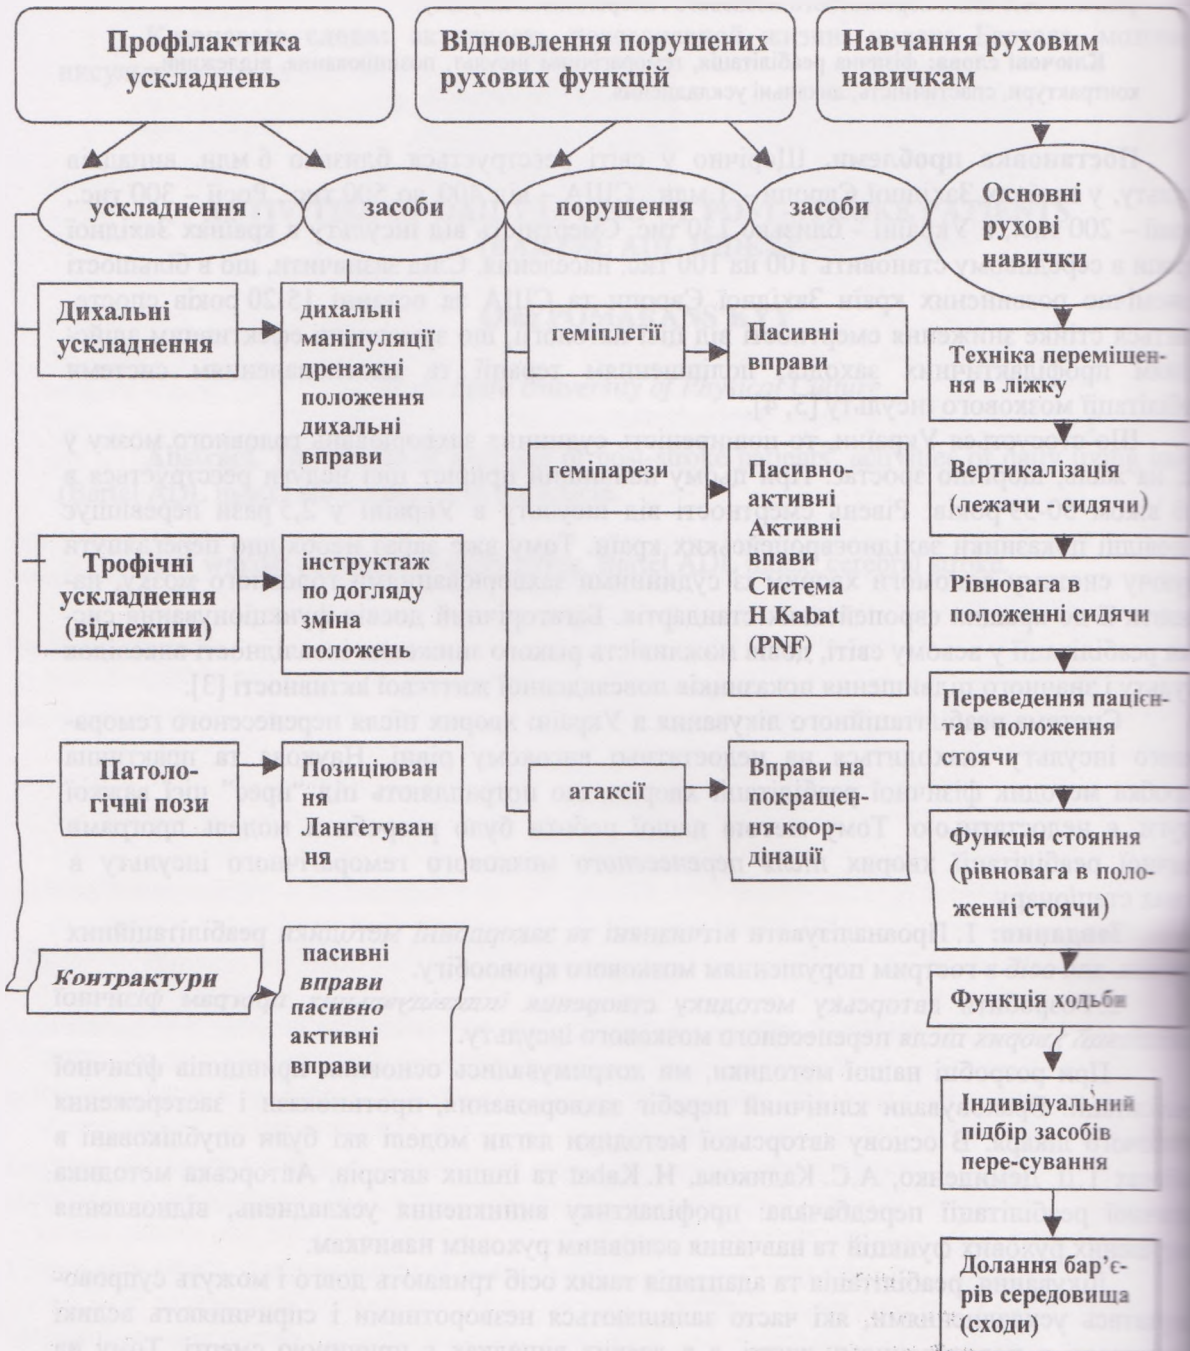 Профілактика
ускладнень
Відновлення порушених
рухових функцій
Навчання руховим
навичкам
ускладнення
засоби
порушення
засоби
Основні
рухові
навички
Дихальні
ускладнення
дихальні
маніпуляції
дренажні
положення
дихальні
вправи
геміплегії
Пасивні
вправи
Техніка переміщен-
ня в ліжку
геміпарези
Пасивно-
активні
Активні
впави
Система
H.Kabat
(PNF)
Вертикалізація
(лежачи - сидячи)
Трофічні
ускладнення
(відлежини)
інструктаж
по догляду
зміна
положень
Рівновага в
положенні сидячи
Переведення пацієн-
та в положення
стоячи
Патоло-
гічні пози
Позиціюван
ня
Лангетуван
ня
атаксії
Вправи на
покращен-
ня коор-
дінації
Функція стояння
(рівновага в поло-
женні стоячи)
Контрактури
пасивні
вправи
пасивно
активні
вправи
Функція ходьби
Індивідуальний
підбір засобів
пере-сування
Долання бар’є-
рів середовища
(сходи)